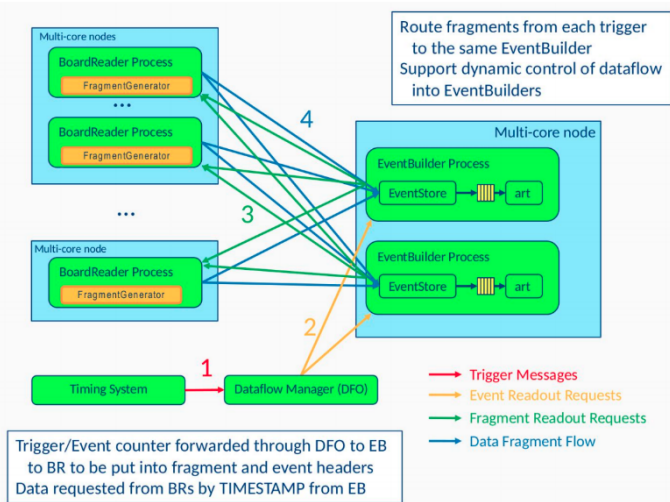 Multi-core nodes
BoardReader Process
FragmentGenerator
...
BoardReader Process
FragmentGenerator
...
Multi-core node
BoardReader Process
FragmentGenerator
Route fragments from each trigger
to the same EventBuilder
Support dynamic control of dataflow
into EventBuilders
4
3
2
1
Multi-core node
EventBuilder Process
EventStore
art
EventBuilder Process
EventStore
art
Timing System
Dataflow Manager (DFO)
Trigger Messages
Event Readout Requests
Fragment Readout Requests
Data Fragment Flow
Trigger/Event counter forwarded through DFO to EB
to BR to be put into fragment and event headers
Data requested from BRs by TIMESTAMP from EB